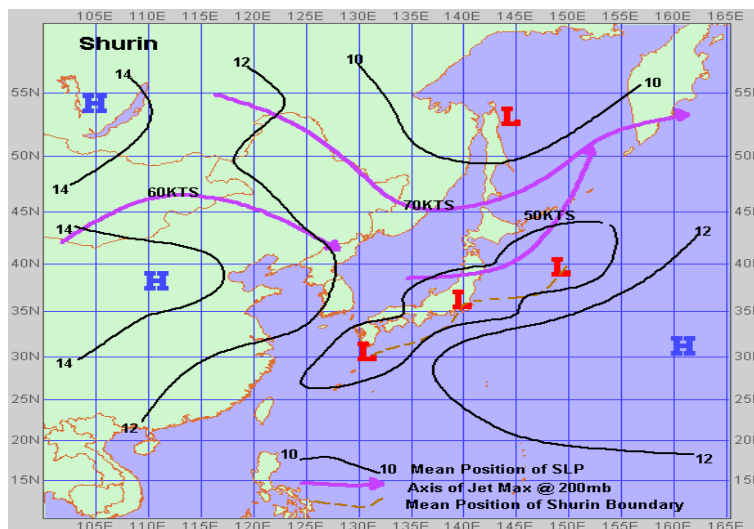 105E 110E 115E 120E 125E 130E 135E 140E 145E 150E 155E 160E 165E
Shurin
12
10
14
10
H
55N
55N
L
50N
50N
14
60KTS
70KTS
50KTS
45N
45N
14
12
40N
40N
L
H
35N
L
35N
L
H
30N
30N
14
25N
25N
12
20N
20N
10
12
10
Mean Position of SLP
15N
15N
Axis of Jet Max @ 200mb
Mean Position of Shurin Boundary
105E 110E 115E 120E 125E 130E 135E 140E 145E 150E 155E 160E 165E